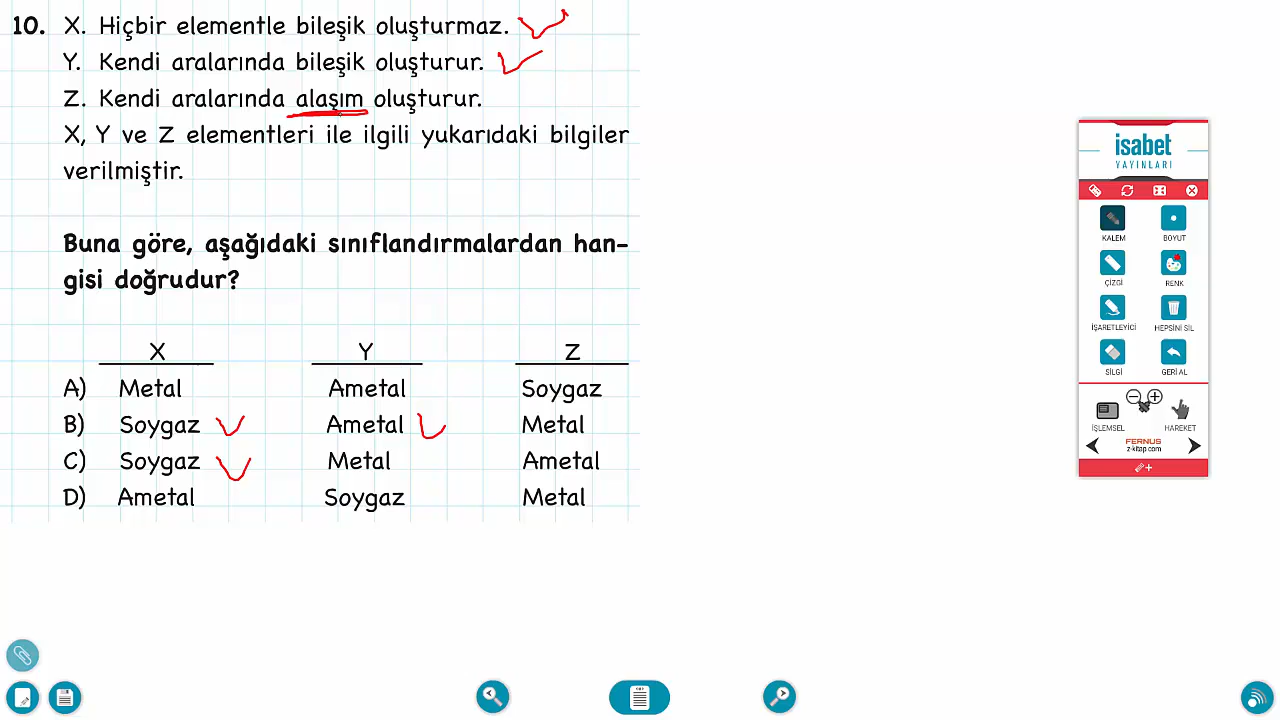 10. X. Hiçbir elementle bileşik oluşturmaz.
Y. Kendi aralarında bileşik oluşturur.
Z. Kendi aralarında alaşım oluşturur.
X, Y ve Z elementleri ile ilgili yukarıdaki bilgiler
verilmiştir.
Buna göre, aşağıdaki sınıflandırmalardan han-
gisi doğrudur?
X Y Z
A) Metal Ametal Soygaz
B) Soygaz Ametal Metal
C) Soygaz Metal Ametal
D) Ametal Soygaz Metal
isabet
YAYINLARI
KALEM BOYUT
ÇİZGİ RENK
İŞARETLEYİCİ HEPSİNİ SİL
SİLGİ GERİ AL
İŞLEMSEL HAREKET
FERNUS
z-kitap.com